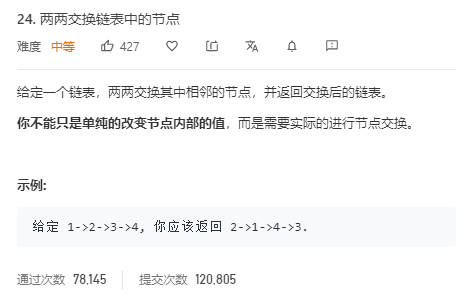 24. 两两交换链表中的节点
难度 中等 427
给定一个链表，两两交换其中相邻的节点，并返回交换后的链表。
你不能只是单纯的改变节点内部的值，而是需要实际的进行节点交换。
示例:
给定 1->2->3->4, 你应该返回 2->1->4->3.
通过次数 78,145 提交次数 120,805